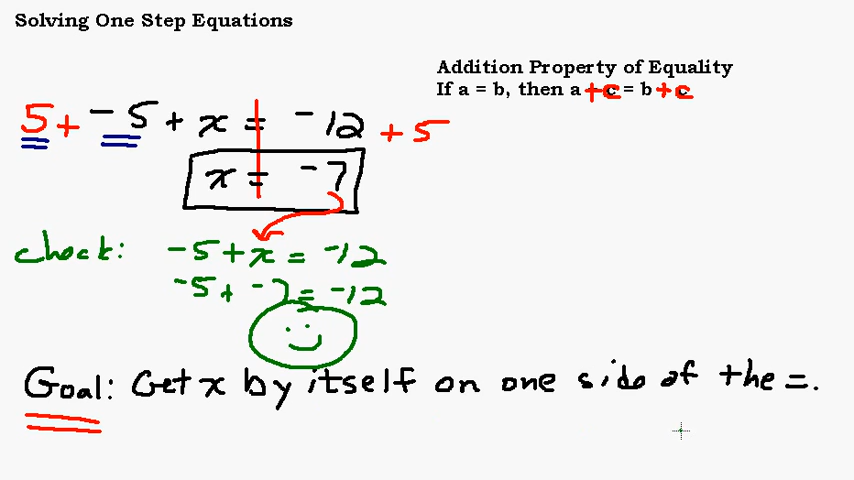 Solving One Step Equations
Addition Property of Equality
If a = b, then a + c = b + c
5 + -5 + x = -12 + 5
x = -7
check: -5 + x = -12
-5 + -7 = -12
Goal: Get x by itself on one side of the =.